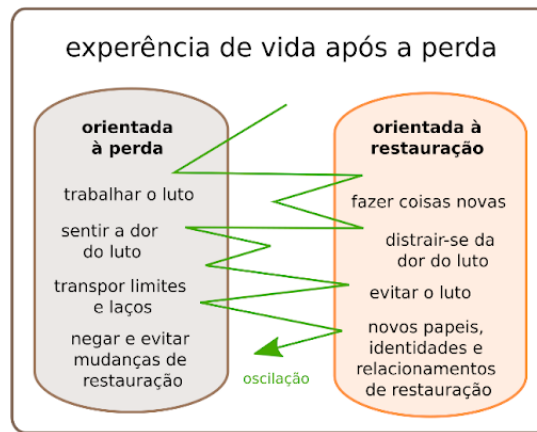 experência de vida após a perda
orientada
à perda
trabalhar o luto
sentir a dor
do luto
transpor limites
e laços
negar e evitar
mudanças de
restauração
orientada à
restauração
fazer coisas novas
distrair-se da
dor do luto
evitar o luto
novos papeis,
identidades e
relacionamentos
de restauração
oscilação